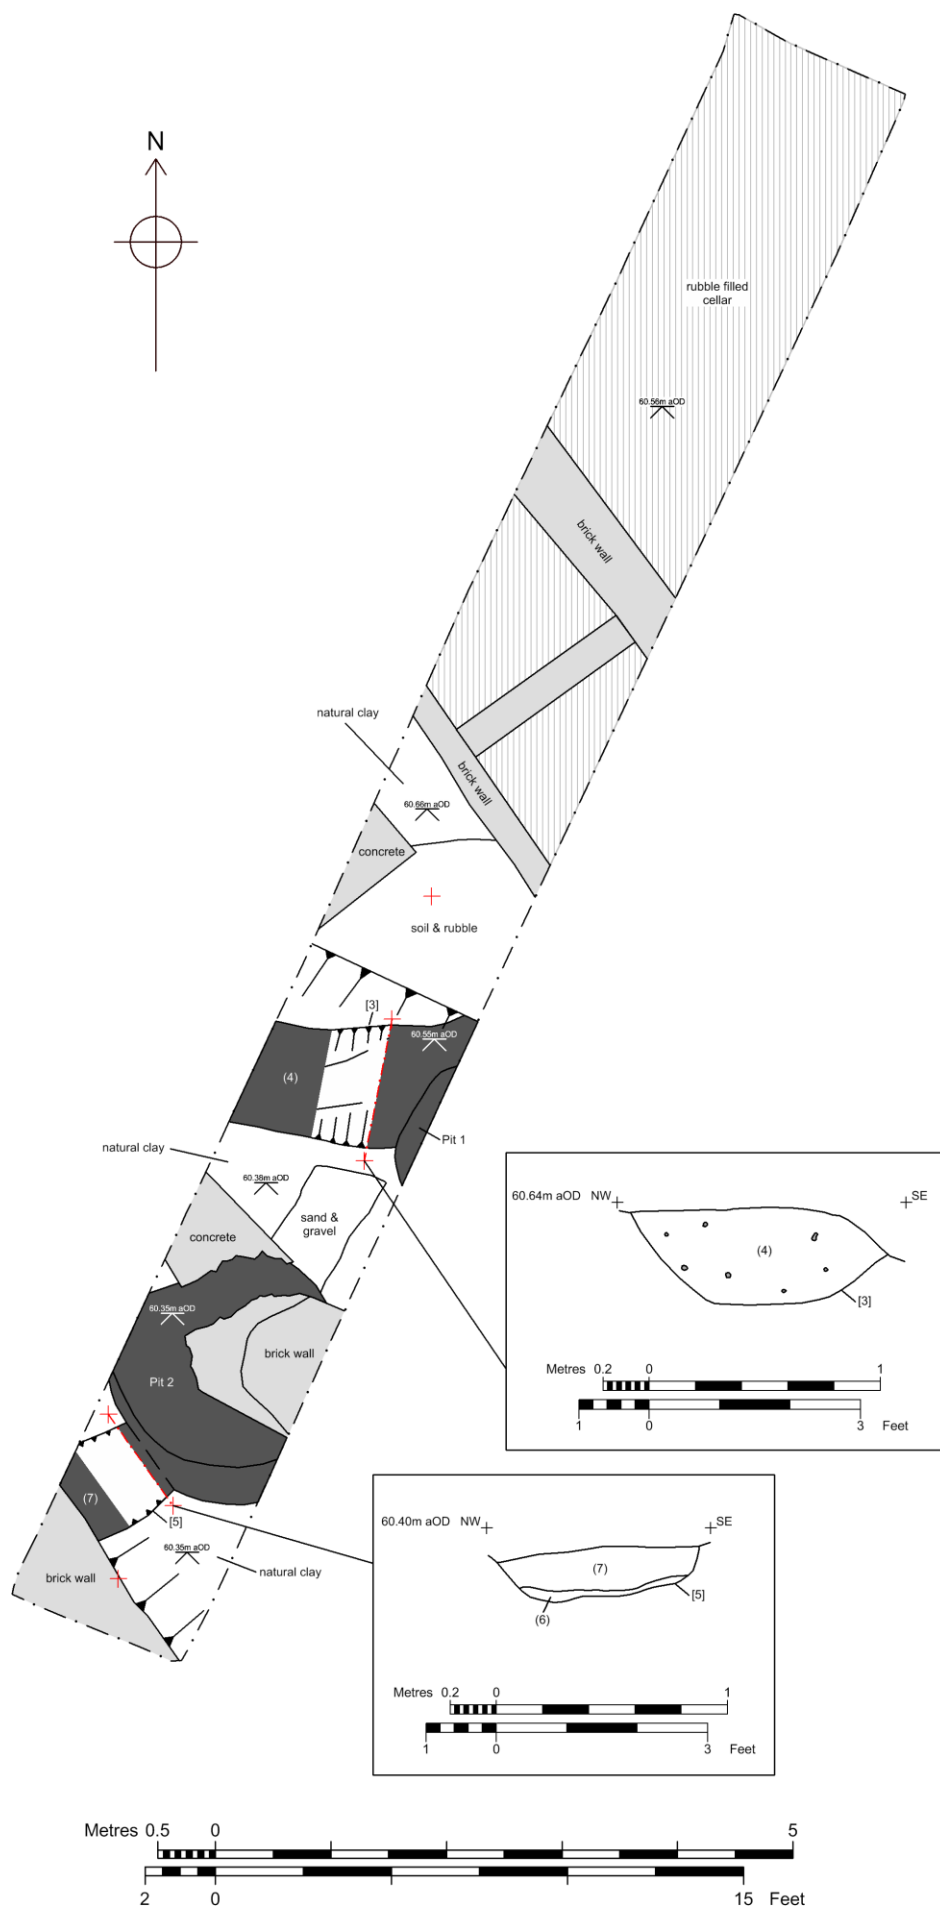 N
rubble filled
cellar
60.56m aOD
brick wall
natural clay
brick wall
60.66m aOD
concrete
soil & rubble
[3]
60.55m aOD
(4)
Pit 1
natural clay
60.38m aOD
sand &
gravel
concrete
60.35m aOD
brick wall
Pit 2
(7)
[5]
60.35m aOD
natural clay
brick wall
60.64m aOD NW SE
(4)
[3]
Metres 0.2 0 1
1 0 3 Feet
60.40m aOD NW SE
(7)
[5]
(6)
Metres 0.2 0 1
1 0 3 Feet
Metres 0.5 0 5
2 0 15 Feet